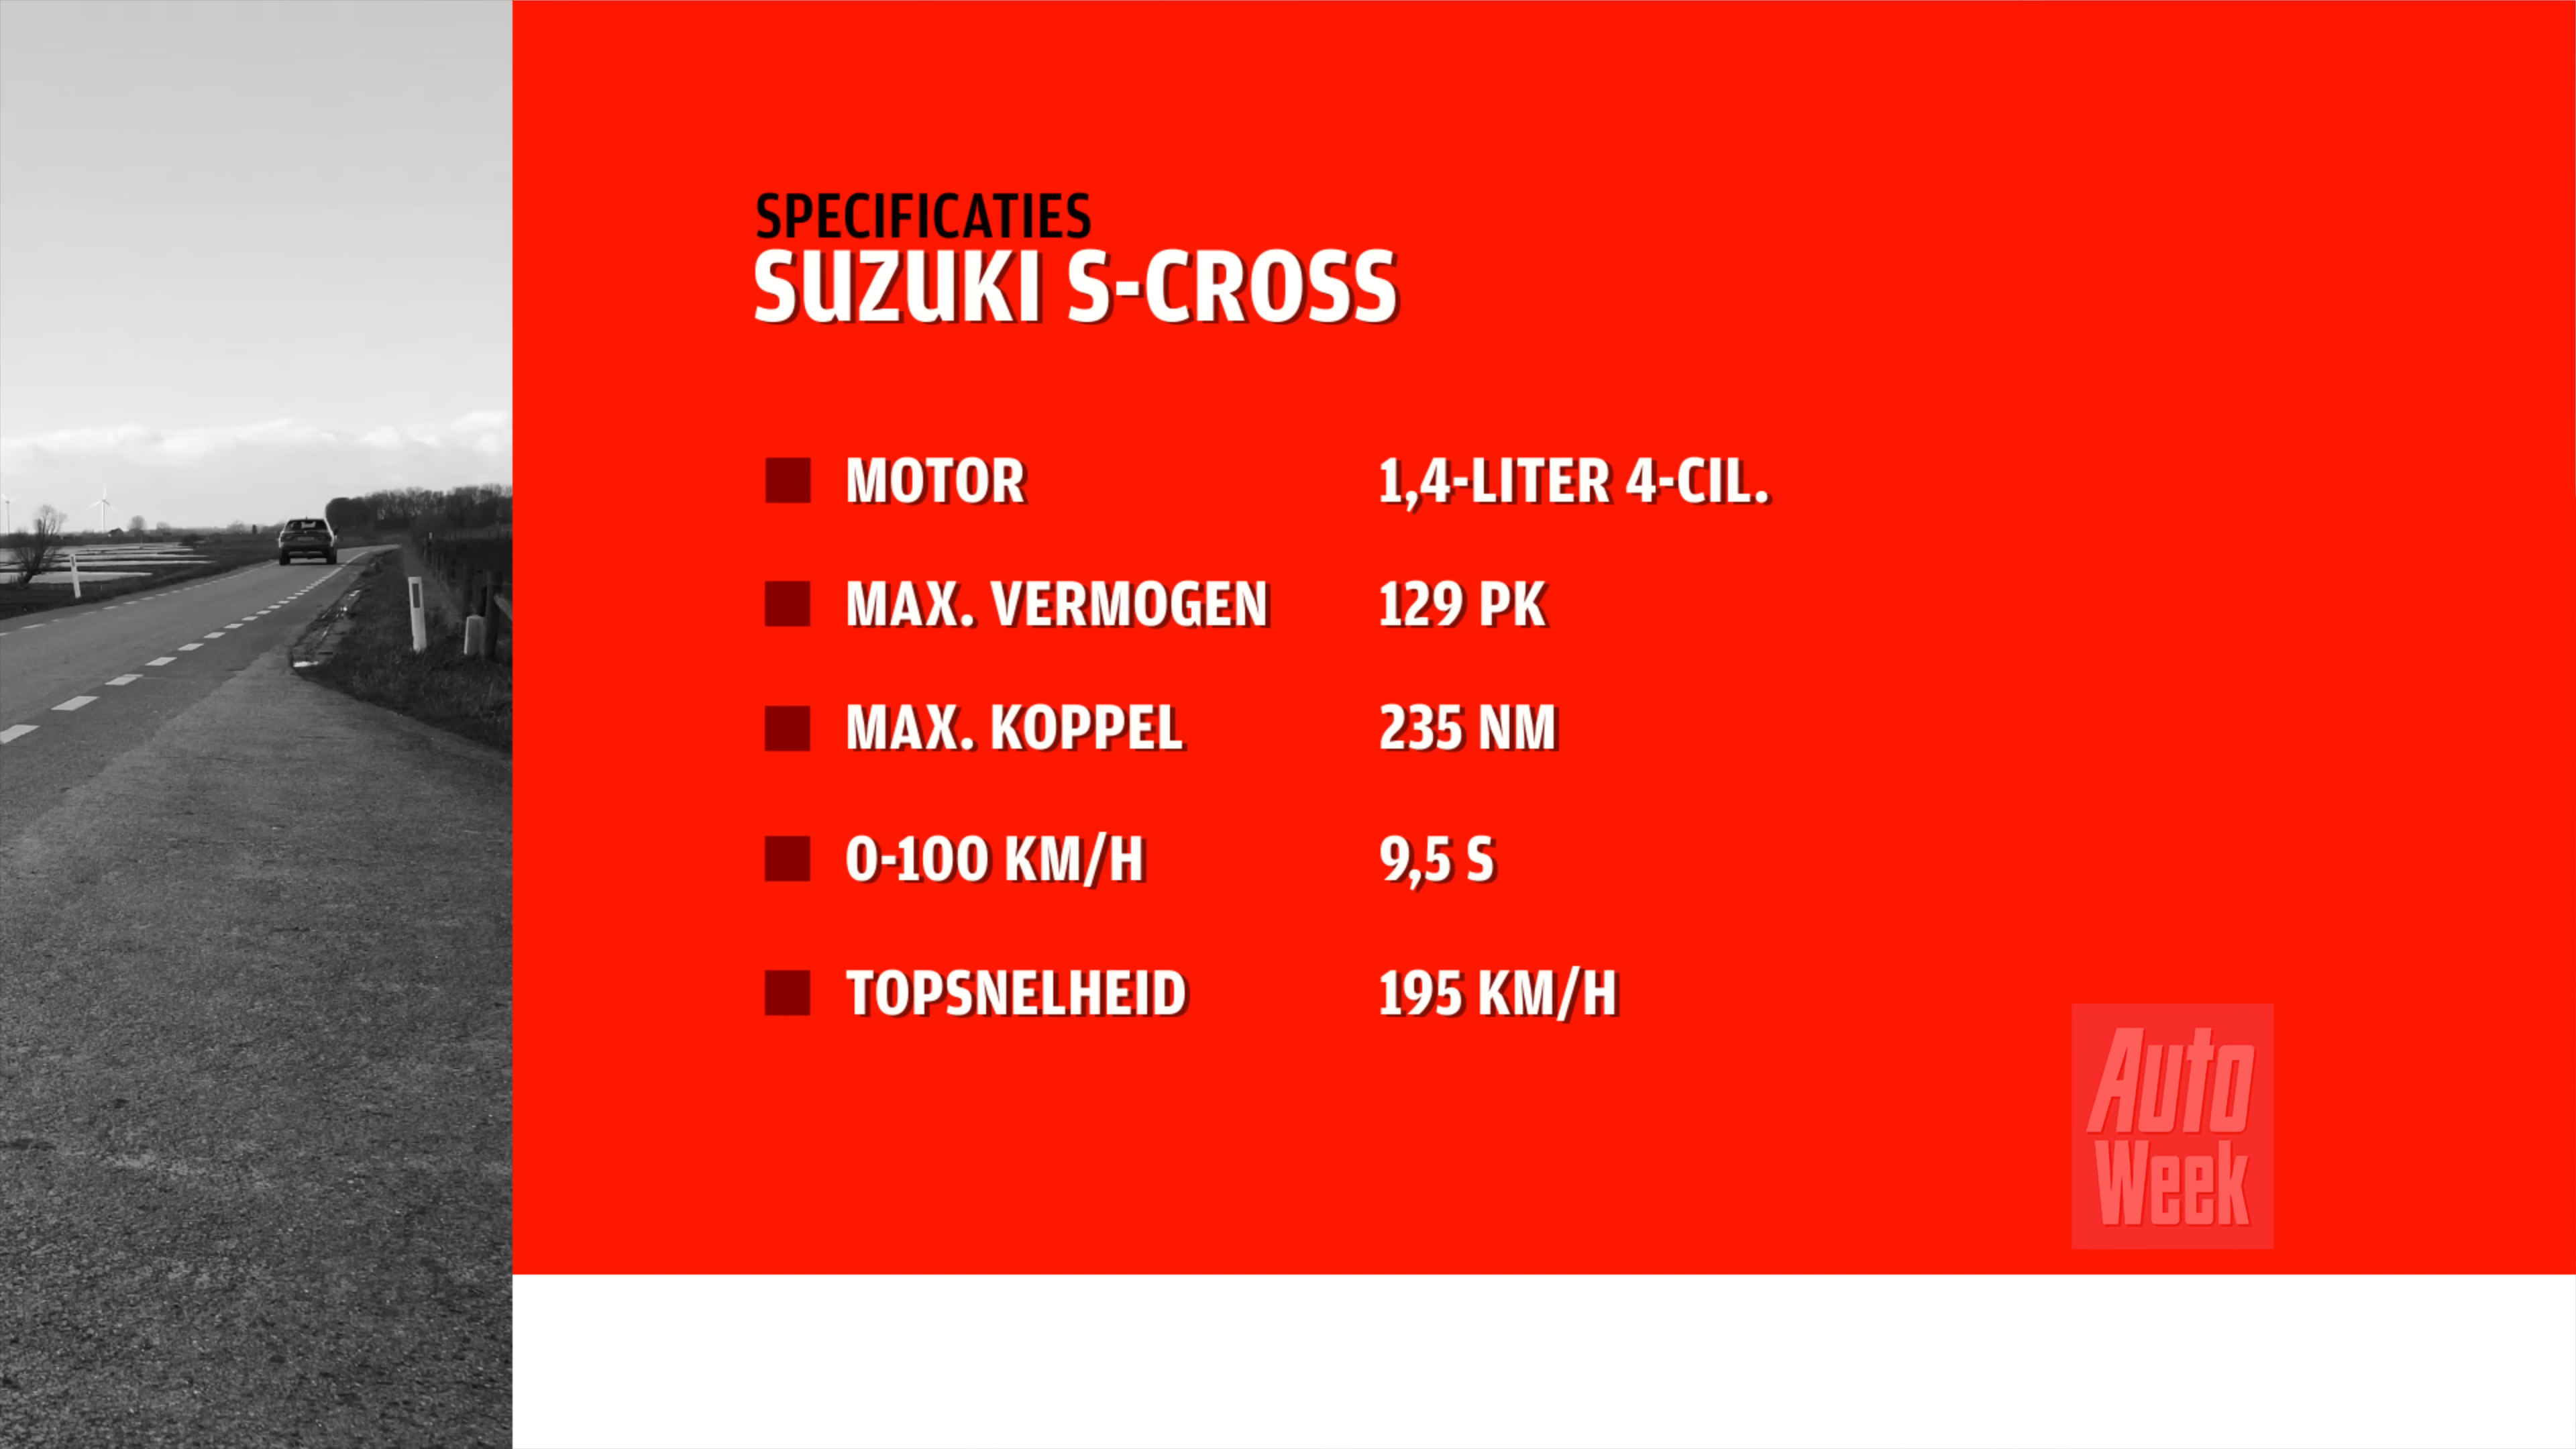 SPECIFICATIES
SUZUKI S-CROSS
MOTOR 1,4-LITER 4-CIL.
MAX. VERMOGEN 129 PK
MAX. KOPPEL 235 NM
0-100 KM/H 9,5 S
TOPSNELHEID 195 KM/H
Auto
Week